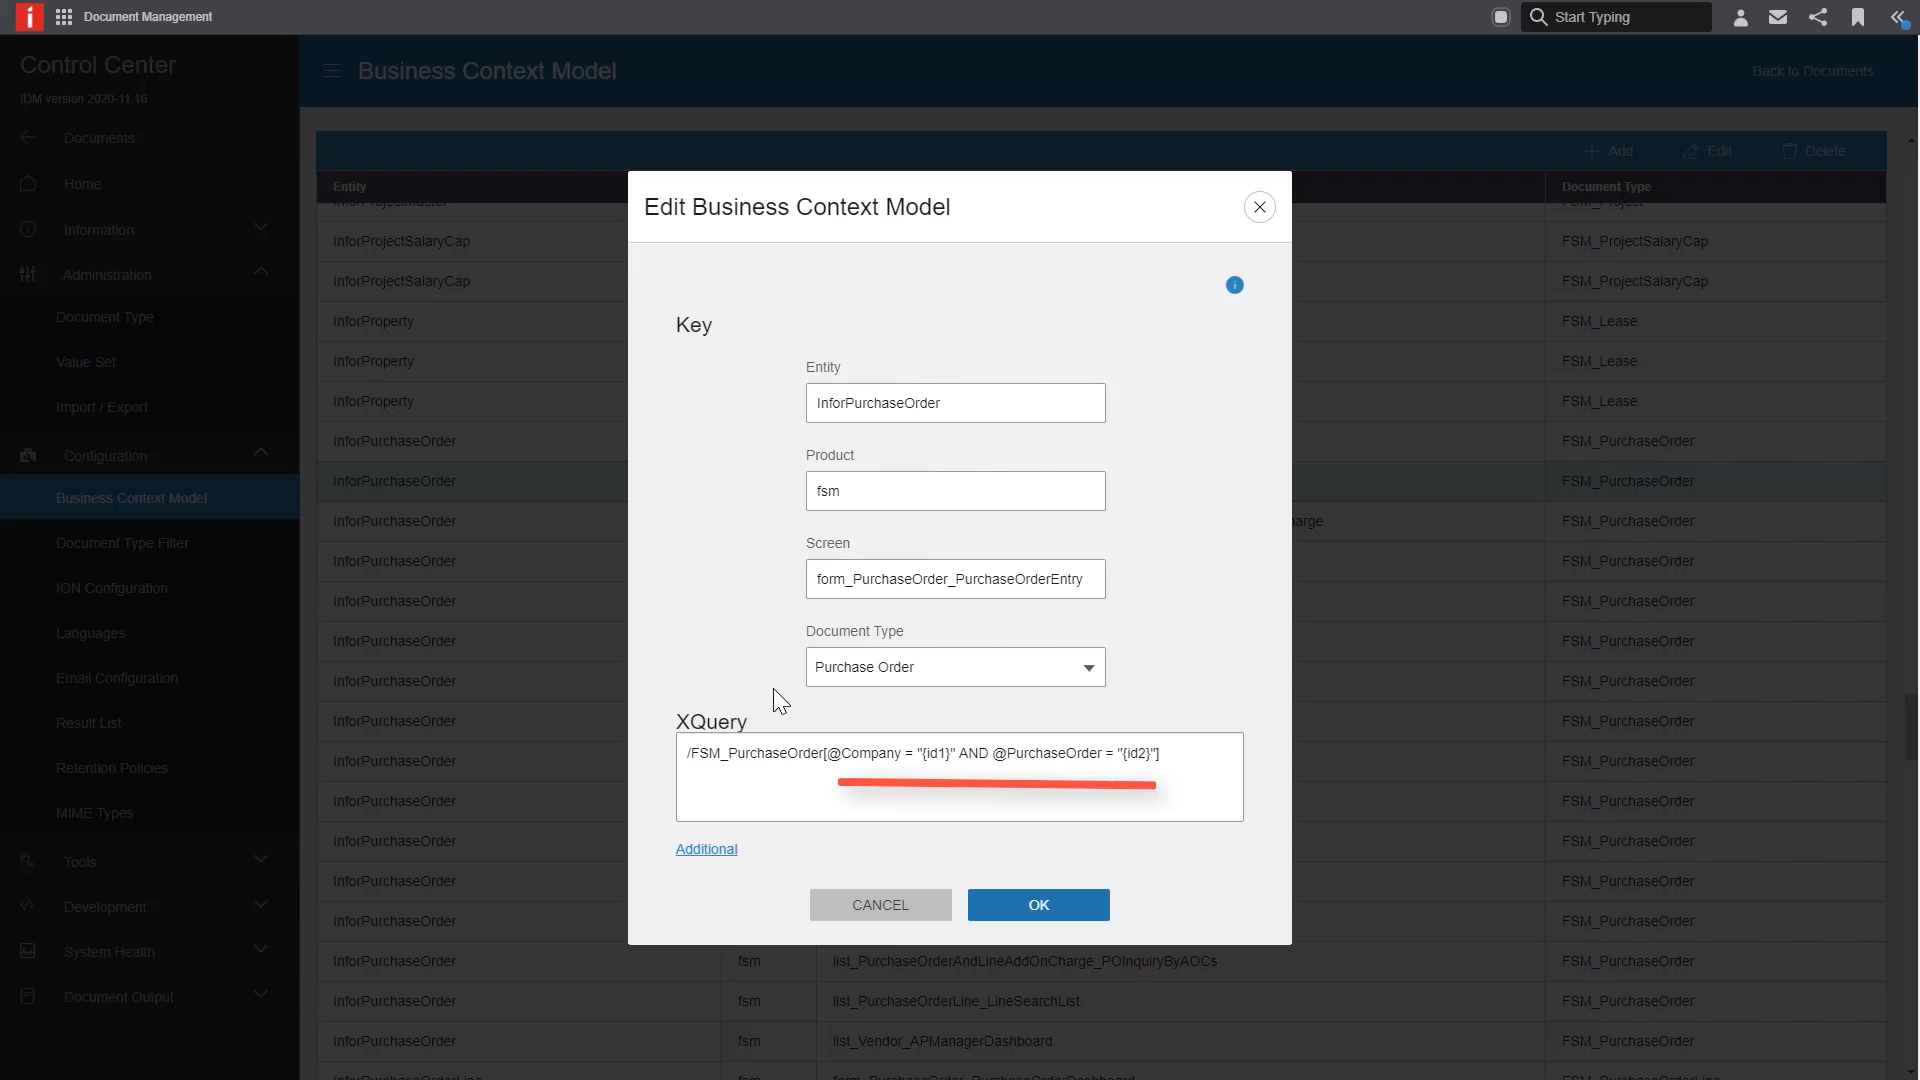 Document Management
Start Typing
Control Center
IDM version 2020-11.16
Documents
Home
Information
Administration
Document Type
Value Set
Import / Export
Configuration
Business Context Model
Document Type Filter
ION Configuration
Languages
Email Configuration
Result List
Retention Policies
MIME Types
Tools
Development
System Health
Document Output
Business Context Model
Back to Documents
Add
Edit
Delete
Entity
Document Type
InforProjectMaster
FSM_Project
InforProjectSalaryCap
FSM_ProjectSalaryCap
InforProjectSalaryCap
FSM_ProjectSalaryCap
InforProperty
FSM_Lease
InforProperty
FSM_Lease
InforProperty
FSM_Lease
InforPurchaseOrder
FSM_PurchaseOrder
InforPurchaseOrder
FSM_PurchaseOrder
InforPurchaseOrder
FSM_PurchaseOrder
InforPurchaseOrder
FSM_PurchaseOrder
InforPurchaseOrder
FSM_PurchaseOrder
InforPurchaseOrder
FSM_PurchaseOrder
InforPurchaseOrder
FSM_PurchaseOrder
InforPurchaseOrder
FSM_PurchaseOrder
InforPurchaseOrder
FSM_PurchaseOrder
InforPurchaseOrder
FSM_PurchaseOrder
InforPurchaseOrder
FSM_PurchaseOrder
InforPurchaseOrder
FSM_PurchaseOrder
InforPurchaseOrder
FSM_PurchaseOrder
InforPurchaseOrder fsm list_PurchaseOrderAndLineAddOnCharge_POInquiryByAOCs FSM_PurchaseOrder
InforPurchaseOrder fsm list_PurchaseOrderLine_LineSearchList FSM_PurchaseOrder
InforPurchaseOrder fsm list_Vendor_APManagerDashboard FSM_PurchaseOrder
InforPurchaseOrderLine fsm form_PurchaseOrder_PurchaseOrderDashboard FSM_PurchaseOrderLine
Edit Business Context Model
Key
Entity
InforPurchaseOrder
Product
fsm
Screen
form_PurchaseOrder_PurchaseOrderEntry
Document Type
Purchase Order
XQuery
/FSM_PurchaseOrder[@Company = "{id1}" AND @PurchaseOrder = "{id2}"]
Additional
CANCEL
OK